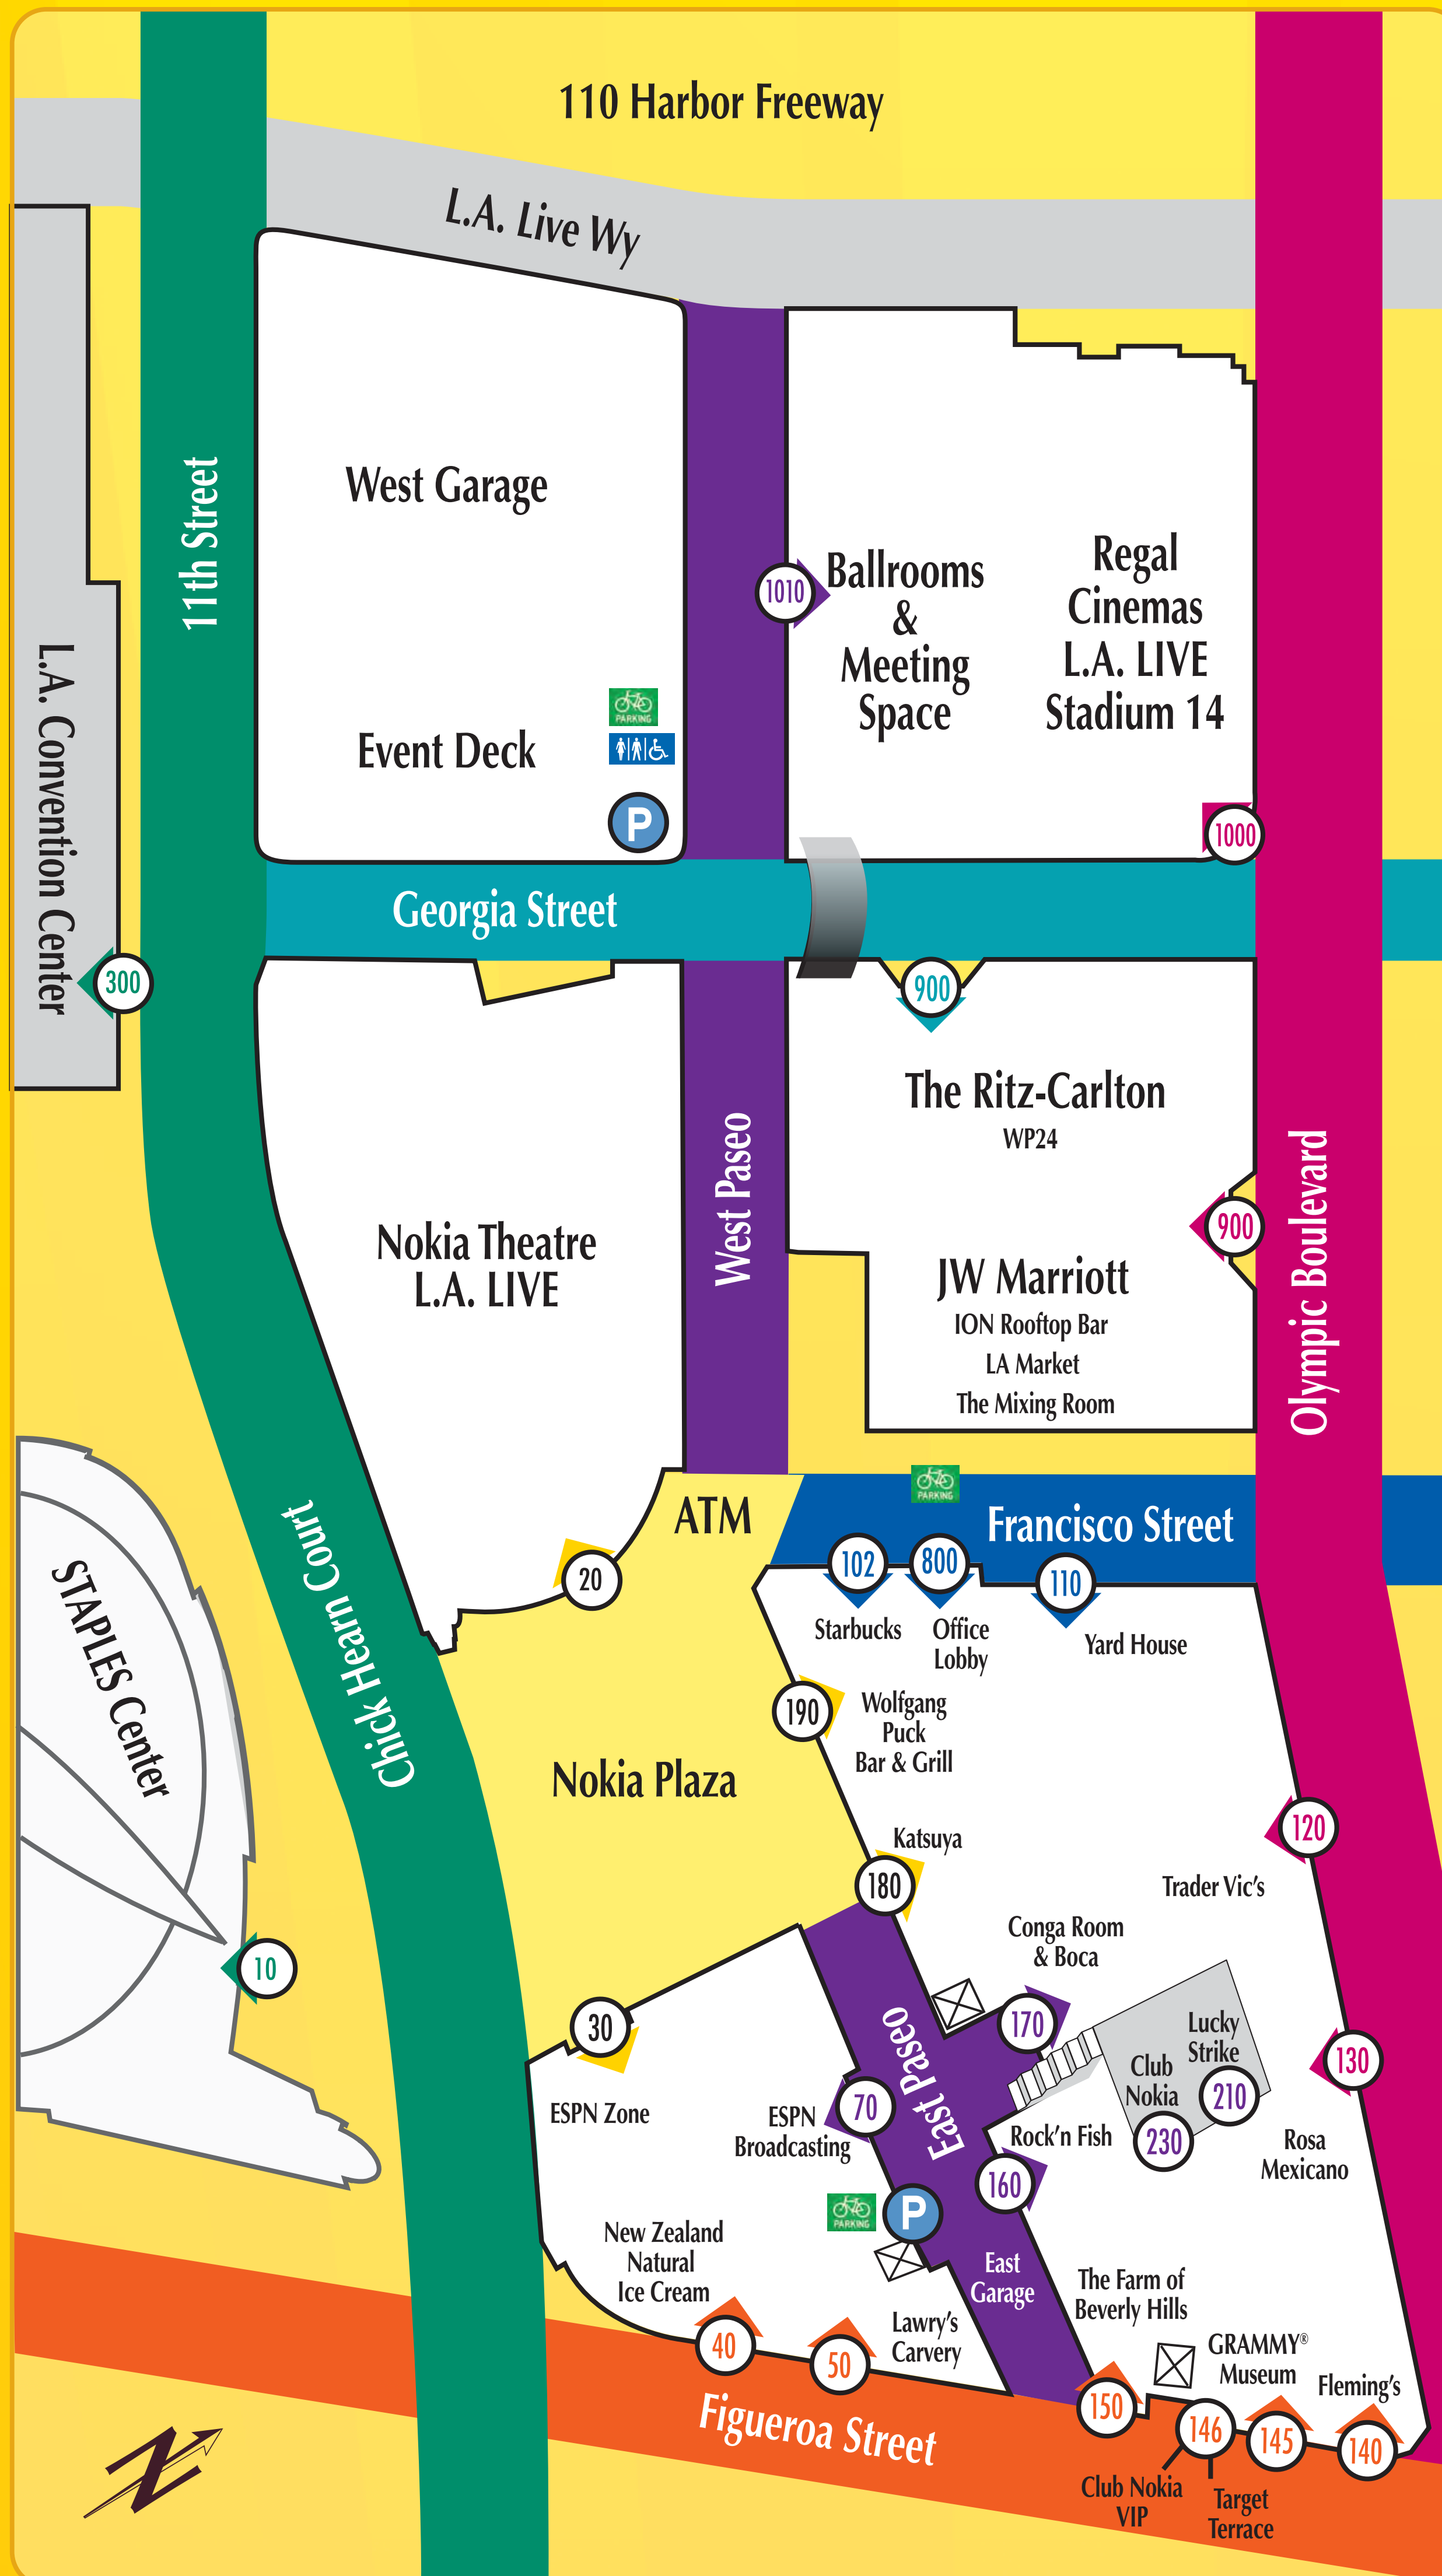 110 Harbor Freeway
L.A. Live Wy
11th Street
West Garage
Event Deck
PARKING
P
L.A. Convention Center
300
1010
Ballrooms
&
Meeting
Space
Regal
Cinemas
L.A. LIVE
Stadium 14
1000
Georgia Street
900
The Ritz-Carlton
WP24
900
JW Marriott
ION Rooftop Bar
LA Market
The Mixing Room
West Paseo
Olympic Boulevard
Nokia Theatre
L.A. LIVE
ATM
20
PARKING
Francisco Street
102
800
110
Starbucks
Office
Lobby
Yard House
Chick Hearn Court
STAPLES Center
10
Nokia Plaza
190
Wolfgang
Puck
Bar & Grill
Katsuya
180
120
Trader Vic's
Conga Room
& Boca
170
Lucky
Strike
210
Club
Nokia
230
130
Rosa
Mexicano
30
ESPN Zone
70
ESPN
Broadcasting
East Paseo
Rock'n Fish
160
PARKING
P
East
Garage
New Zealand
Natural
Ice Cream
40
50
Lawry's
Carvery
The Farm of
Beverly Hills
GRAMMY®
Museum
Fleming's
150
146
145
140
Figueroa Street
Club Nokia
VIP
Target
Terrace
N